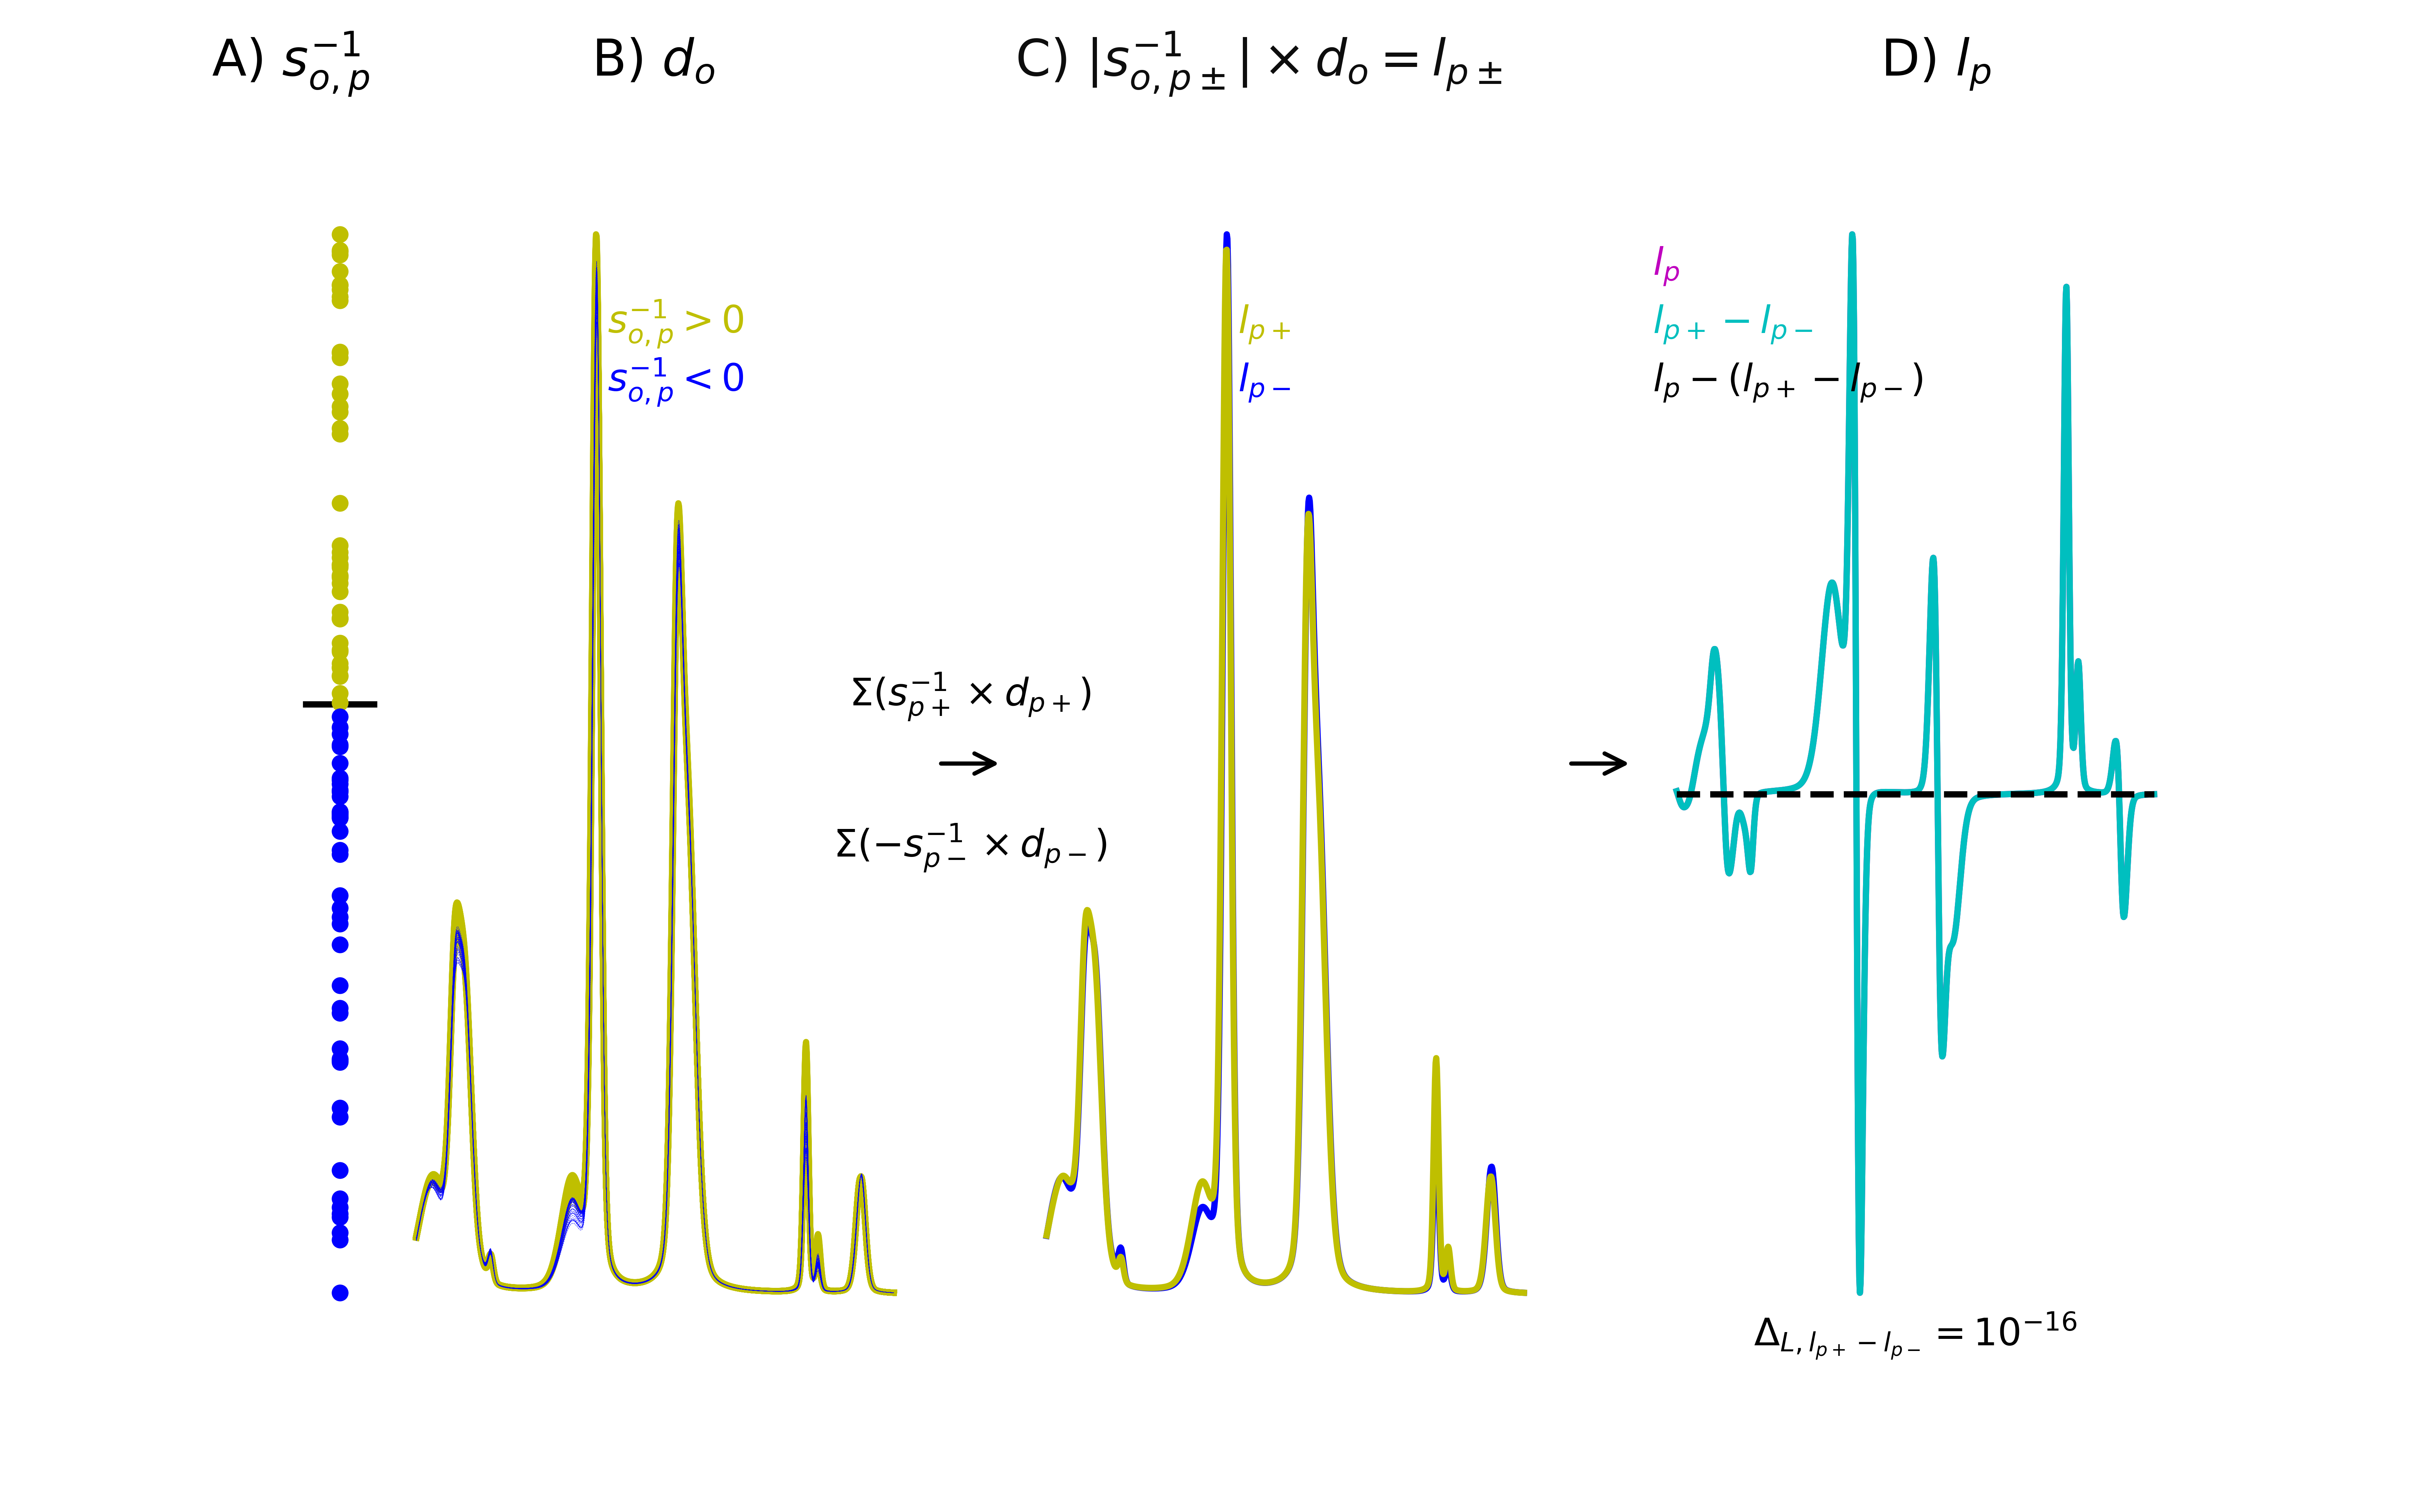 A) $s_{o,p}^{-1}$
B) $d_o$
C) $|s_{o,p\pm}^{-1}| \times d_o = l_{p\pm}$
D) $l_p$
$s_{o,p}^{-1} > 0$
$s_{o,p}^{-1} < 0$
$\Sigma(s_{p+}^{-1} \times d_{p+})$
$\Sigma(-s_{p-}^{-1} \times d_{p-})$
$l_{p+}$
$l_{p-}$
$l_p$
$l_{p+} - l_{p-}$
$l_p - (l_{p+} - l_{p-})$
$\Delta_{L, l_{p+} - l_{p-}} = 10^{-16}$